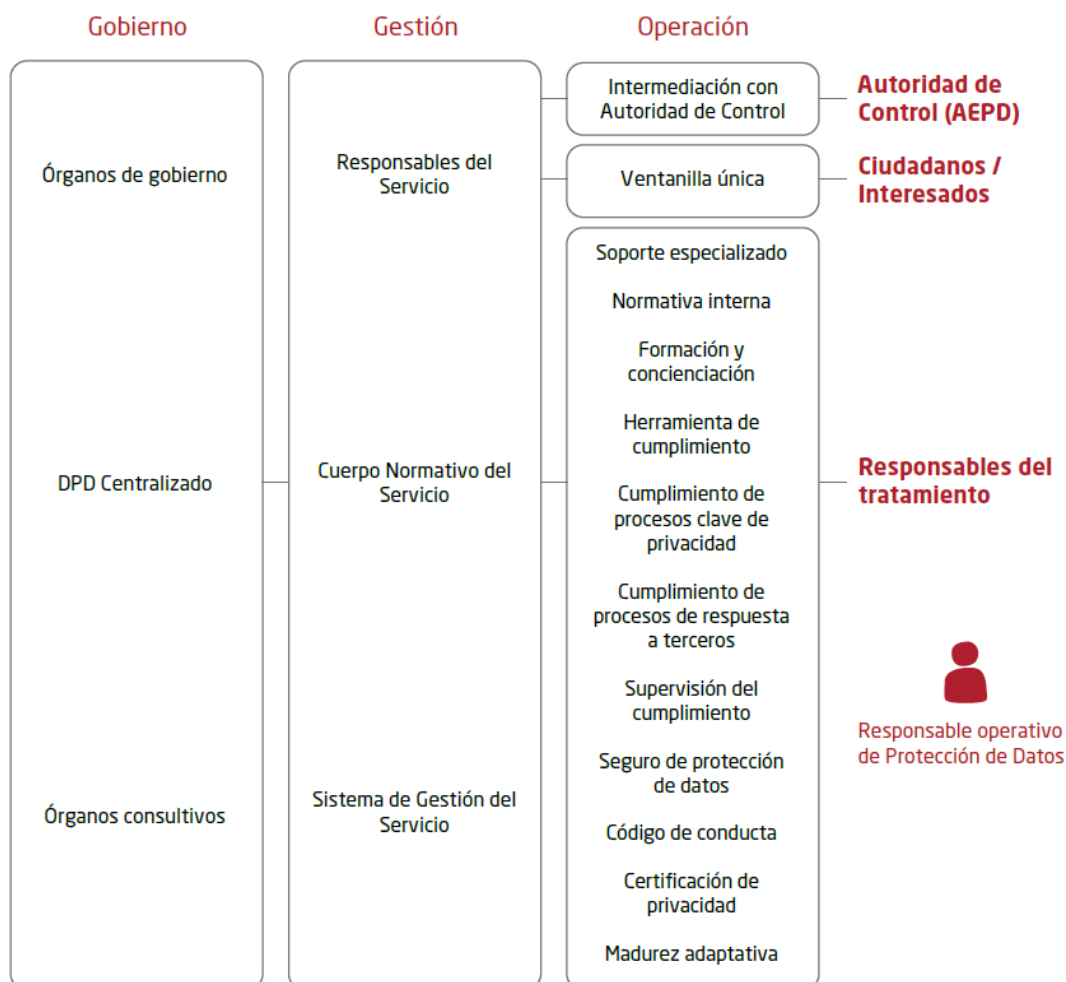 Gobierno
Gestión
Operación
Órganos de gobierno
DPD Centralizado
Órganos consultivos
Responsables del
Servicio
Cuerpo Normativo del
Servicio
Sistema de Gestión del
Servicio
Intermediación con
Autoridad de Control
Ventanilla única
Soporte especializado
Normativa interna
Formación y
concienciación
Herramienta de
cumplimiento
Cumplimiento de
procesos clave de
privacidad
Cumplimiento de
procesos de respuesta
a terceros
Supervisión del
cumplimiento
Seguro de protección
de datos
Código de conducta
Certificación de
privacidad
Madurez adaptativa
Autoridad de
Control (AEPD)
Ciudadanos /
Interesados
Responsables del
tratamiento
Responsable operativo
de Protección de Datos